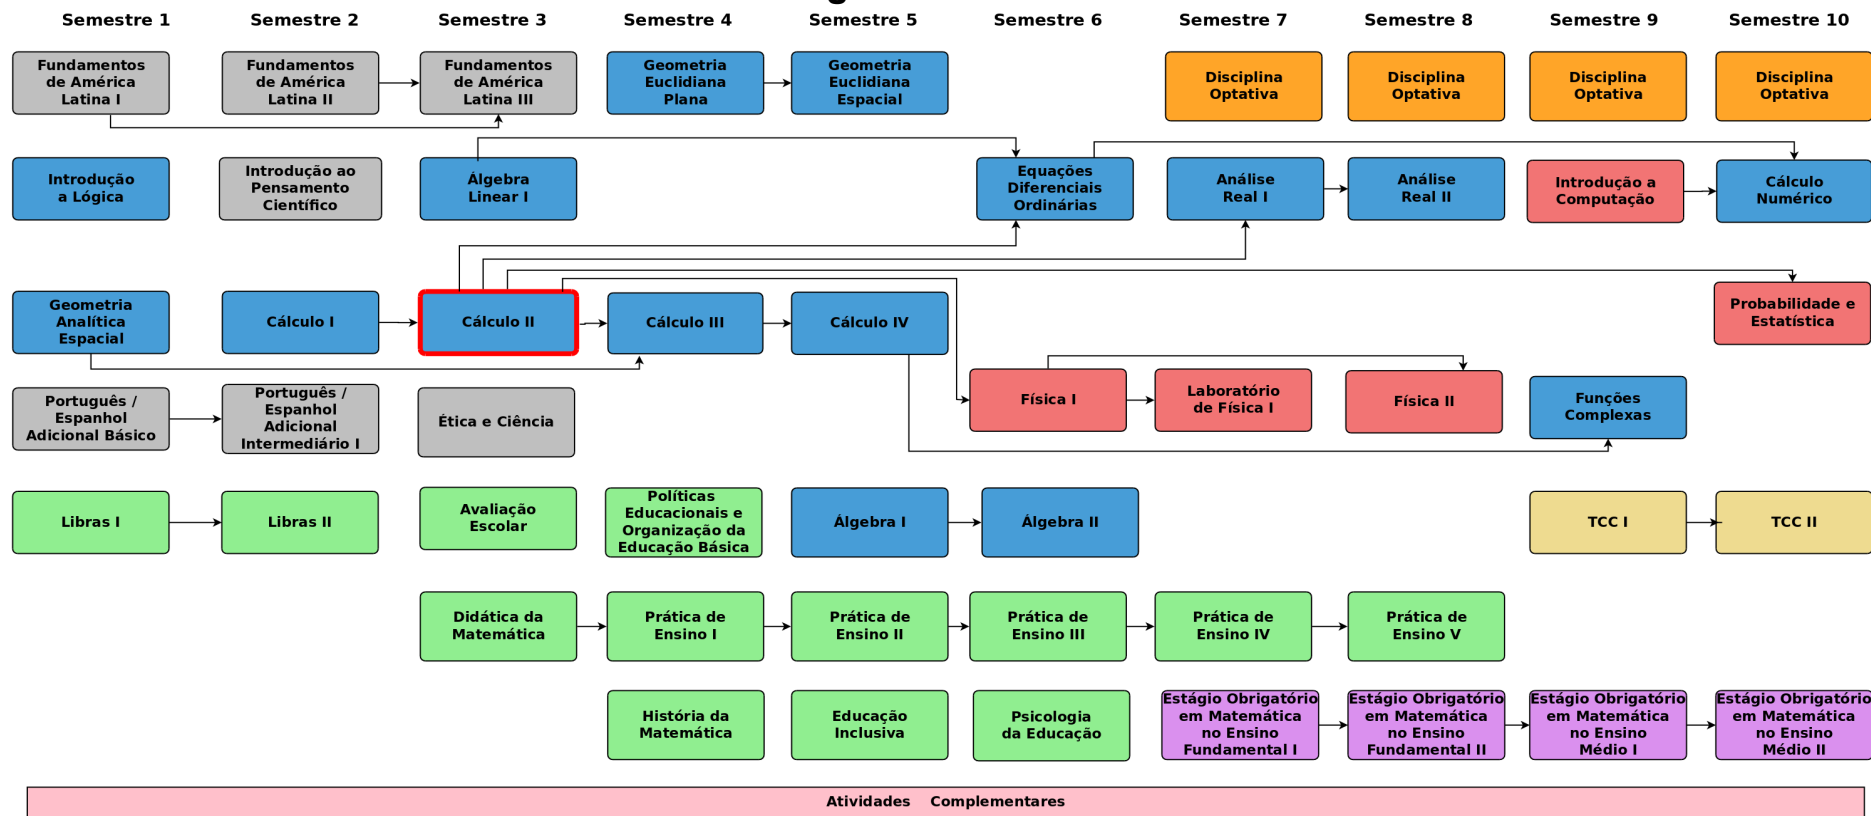 Semestre 1
Semestre 2
Semestre 3
Semestre 4
Semestre 5
Semestre 6
Semestre 7
Semestre 8
Semestre 9
Semestre 10
Fundamentos
de América
Latina I
Fundamentos
de América
Latina II
Fundamentos
de América
Latina III
Geometria
Euclidiana
Plana
Geometria
Euclidiana
Espacial
Disciplina
Optativa
Disciplina
Optativa
Disciplina
Optativa
Disciplina
Optativa
Introdução
a Lógica
Introdução ao
Pensamento
Científico
Álgebra
Linear I
Equações
Diferenciais
Ordinárias
Análise
Real I
Análise
Real II
Introdução a
Computação
Cálculo
Numérico
Geometria
Analítica
Espacial
Cálculo I
Cálculo II
Cálculo III
Cálculo IV
Probabilidade e
Estatística
Português /
Espanhol
Adicional Básico
Português /
Espanhol
Adicional
Intermediário I
Ética e Ciência
Física I
Laboratório
de Física I
Física II
Funções
Complexas
Libras I
Libras II
Avaliação
Escolar
Políticas
Educacionais e
Organização da
Educação Básica
Álgebra I
Álgebra II
TCC I
TCC II
Didática da
Matemática
Prática de
Ensino I
Prática de
Ensino II
Prática de
Ensino III
Prática de
Ensino IV
Prática de
Ensino V
História da
Matemática
Educação
Inclusiva
Psicologia
da Educação
Estágio Obrigatório
em Matemática
no Ensino
Fundamental I
Estágio Obrigatório
em Matemática
no Ensino
Fundamental II
Estágio Obrigatório
em Matemática
no Ensino
Médio I
Estágio Obrigatório
em Matemática
no Ensino
Médio II
Atividades Complementares